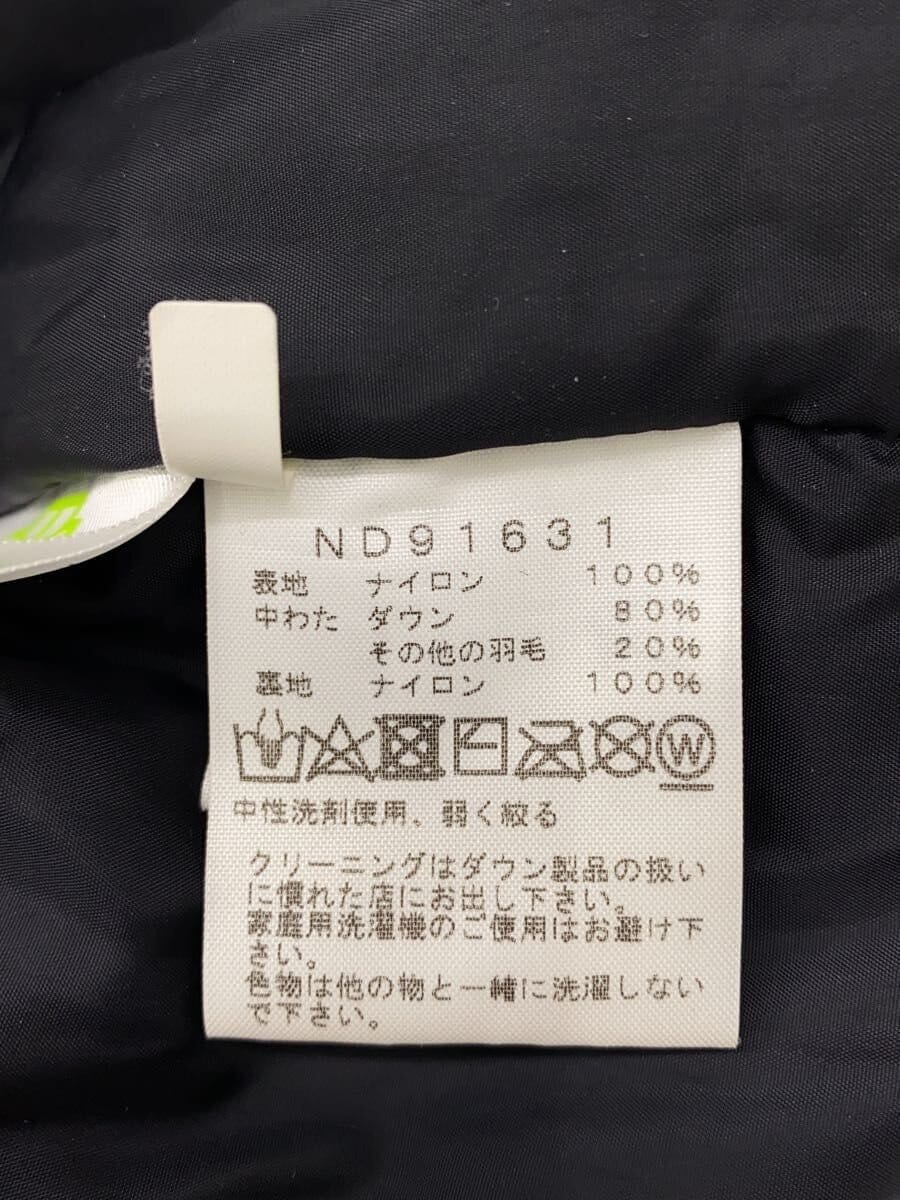 ND91631
表地 ナイロン 100%
中わた ダウン 80%
その他の羽毛 20%
裏地 ナイロン 100%
W
中性洗剤使用、弱く絞る
クリーニングはダウン製品の扱い
に慣れた店にお出し下さい。
家庭用洗濯機のご使用はお避け下
さい。
色物は他の物と一緒に洗濯しない
で下さい。